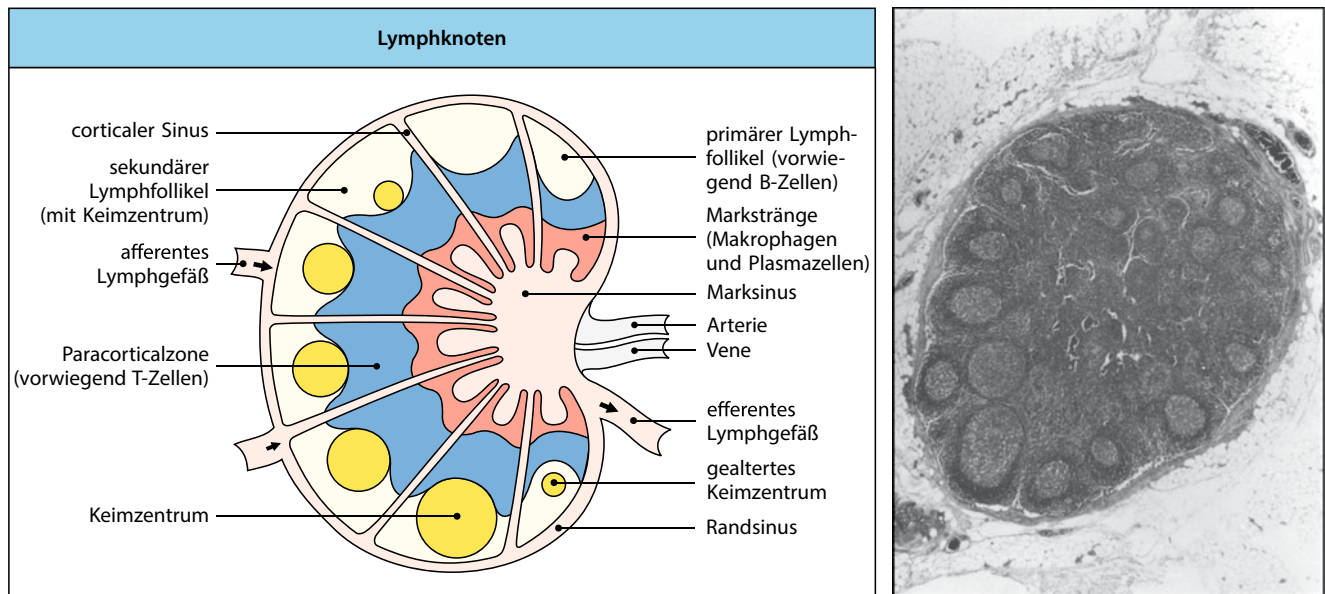 Lymphknoten
corticaler Sinus
sekundärer
Lymphfollikel
(mit Keimzentrum)
afferentes
Lymphgefäß
Paracorticalzone
(vorwiegend T-Zellen)
Keimzentrum
primärer Lymph-
follikel (vorwie-
gend B-Zellen)
Markstränge
(Makrophagen
und Plasmazellen)
Marksinus
Arterie
Vene
efferentes
Lymphgefäß
gealtertes
Keimzentrum
Randsinus